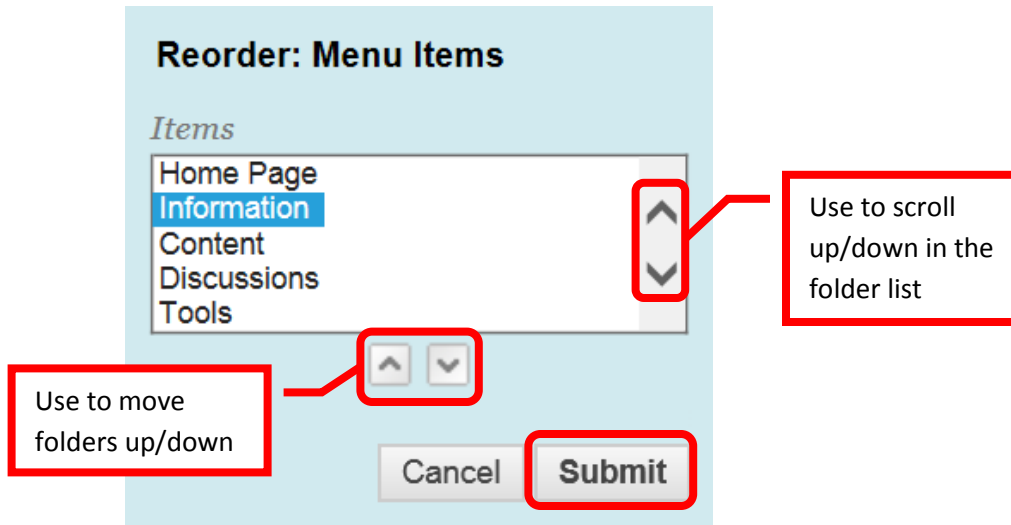 Reorder: Menu Items
Items
Home Page
Information
Content
Discussions
Tools
Use to scroll
up/down in the
folder list
Use to move
folders up/down
Cancel
Submit